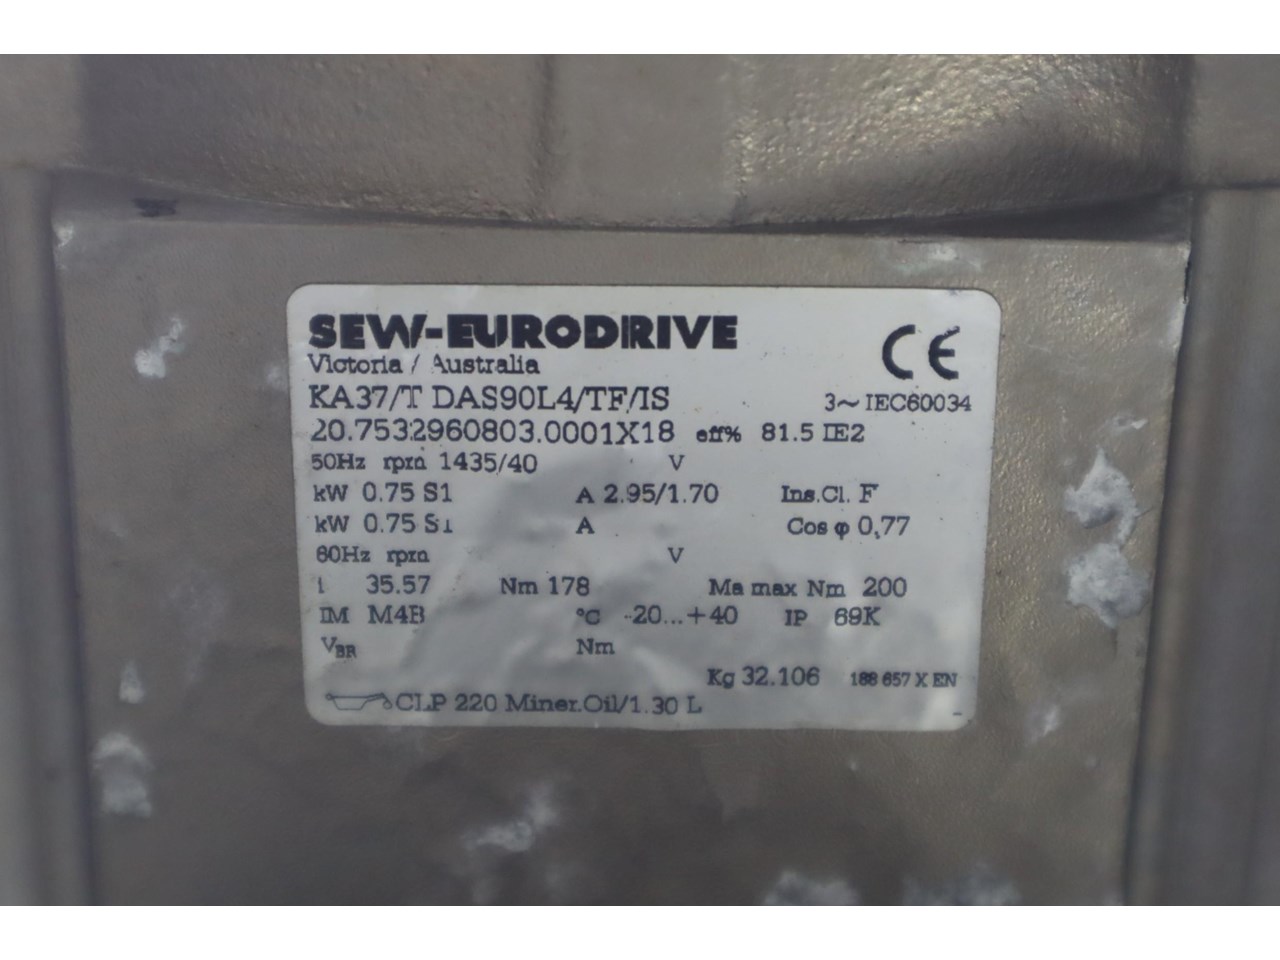 SEW-EURODRIVE
Victoria / Australia
CE
KA37/T DAS90L4/TF/IS 3~IEC60034
20.7532960803.0001X18 eff% 81.5 IE2
50Hz rpm 1435/40 V
kW 0.75 S1 A 2.95/1.70 Ins.Cl. F
kW 0.75 S1 A Cos φ 0,77
60Hz rpm V
i 35.57 Nm 178 Ma max Nm 200
IM M4B °C -20...+40 IP 69K
VBR Nm
Kg 32.106 188 657 X EN
CLP 220 Miner.Oil/1.30 L